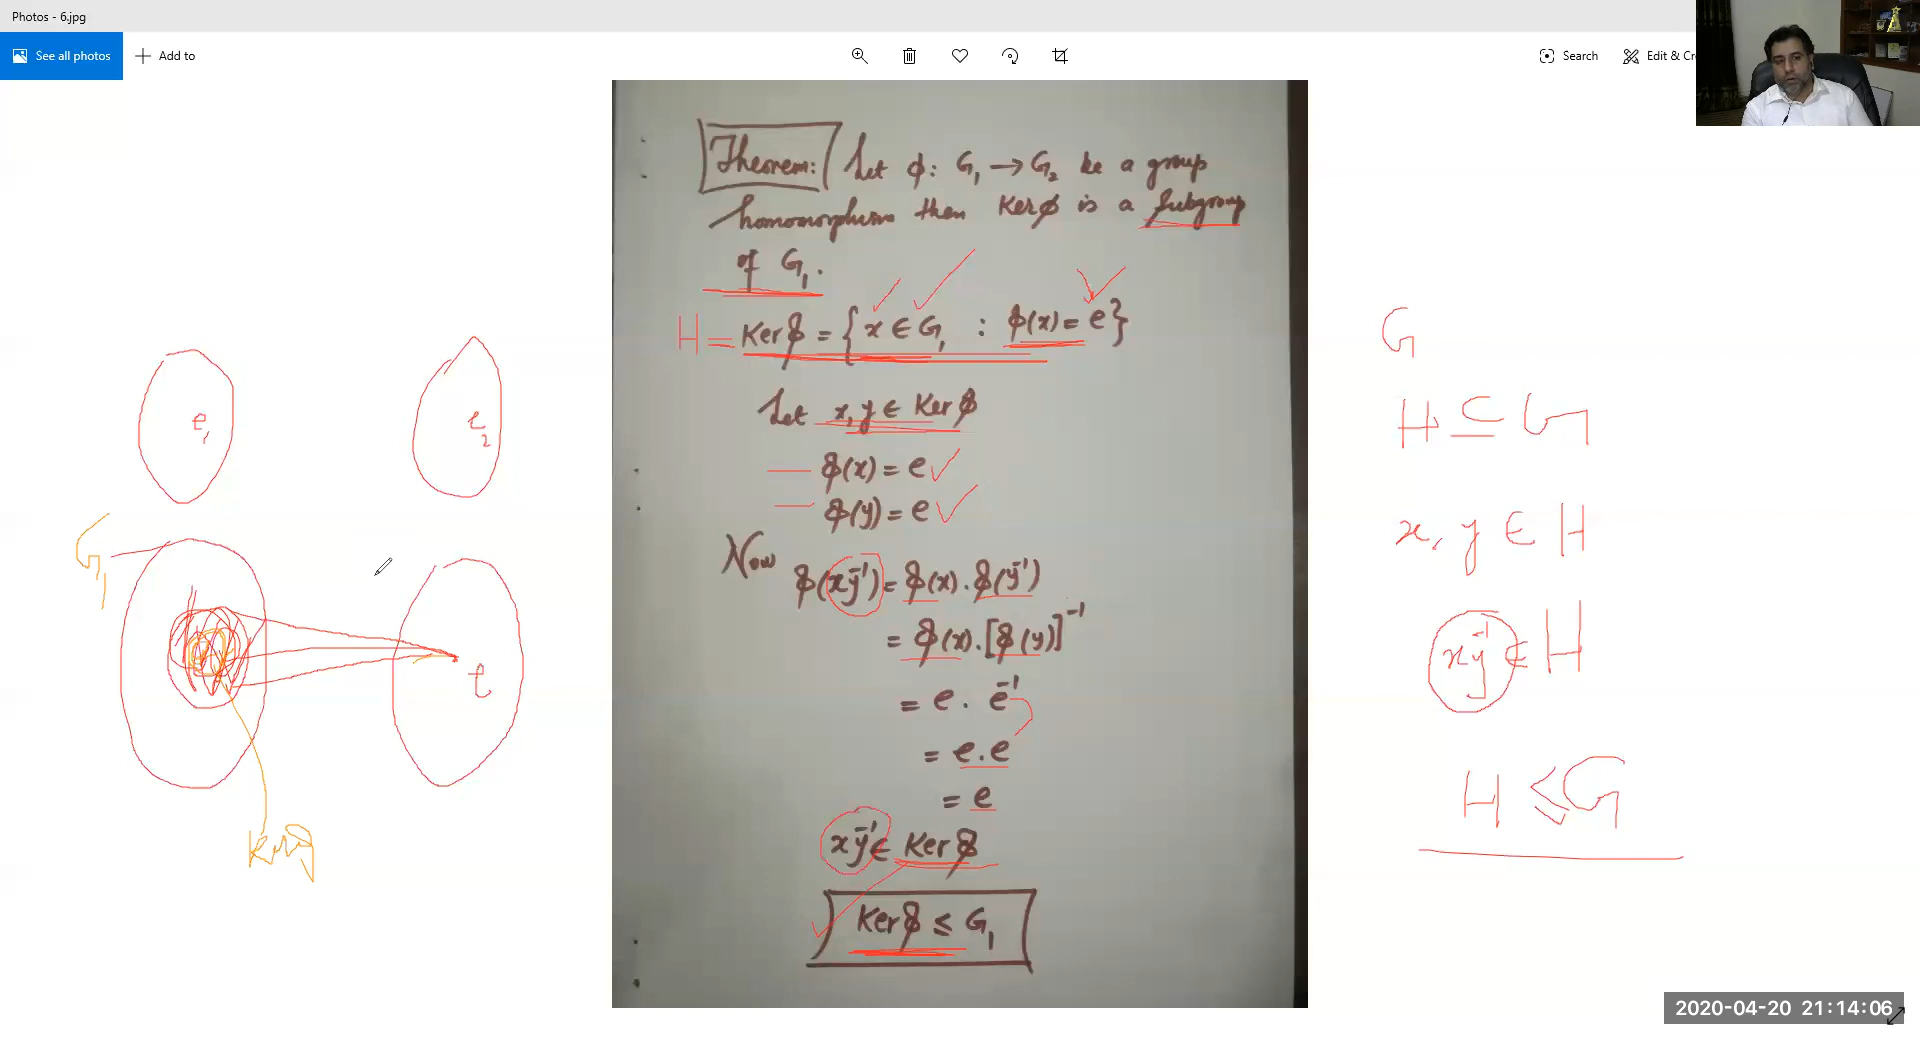 Photos - 6.jpg
See all photos
Add to
Search
Edit & Cr
Theorem: Let ϕ: G₁ → G₂ be a group
homomorphism then Kerϕ is a Subgroup
of G₁.
H = Kerϕ = {x ∈ G₁ : ϕ(x) = e}
Let x, y ∈ Kerϕ
ϕ(x) = e
ϕ(y) = e
Now
ϕ(xy⁻¹) = ϕ(x) . ϕ(y⁻¹)
= ϕ(x) . [ϕ(y)]⁻¹
= e . e⁻¹
= e . e
= e
xy⁻¹ ∈ Kerϕ
Kerϕ ≤ G₁
e₁
e₂
G₁
e
Kerϕ
G
H ⊆ G
x, y ∈ H
xy⁻¹ ∈ H
H ≤ G
2020-04-20 21:14:06